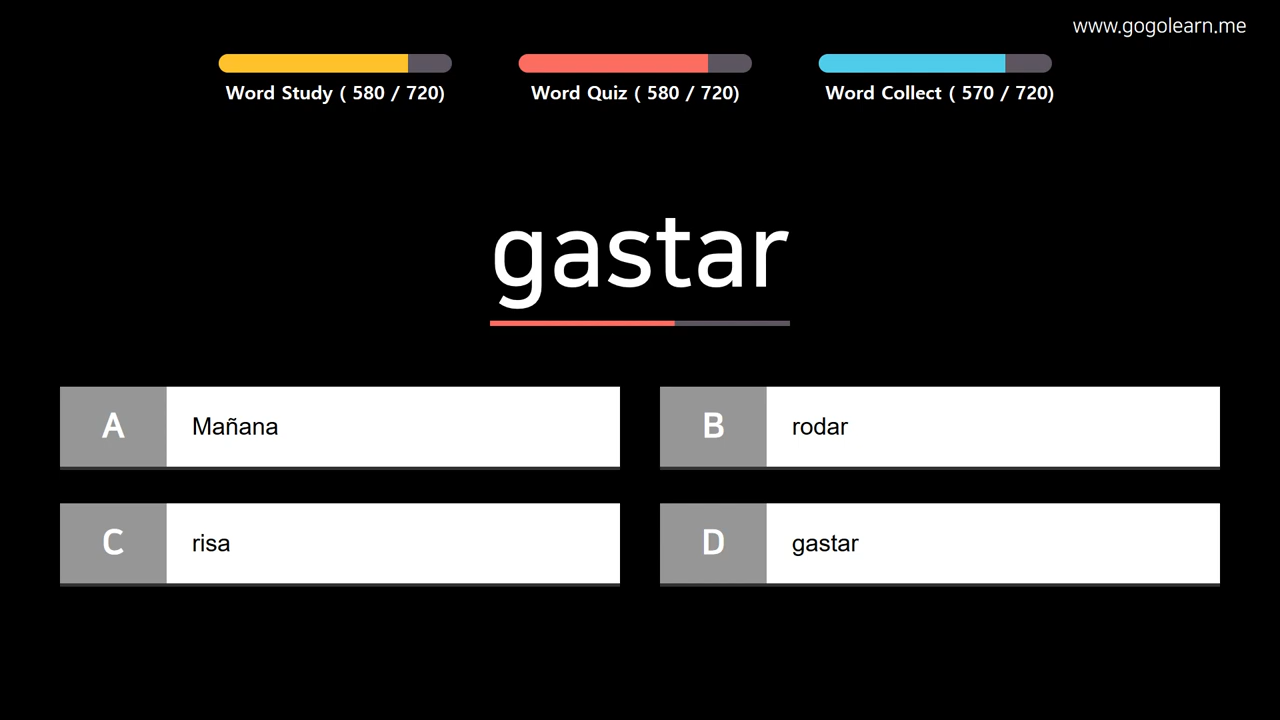 www.gogolearn.me
Word Study ( 580 / 720)
Word Quiz ( 580 / 720)
Word Collect ( 570 / 720)
gastar
A
Mañana
B
rodar
C
risa
D
gastar